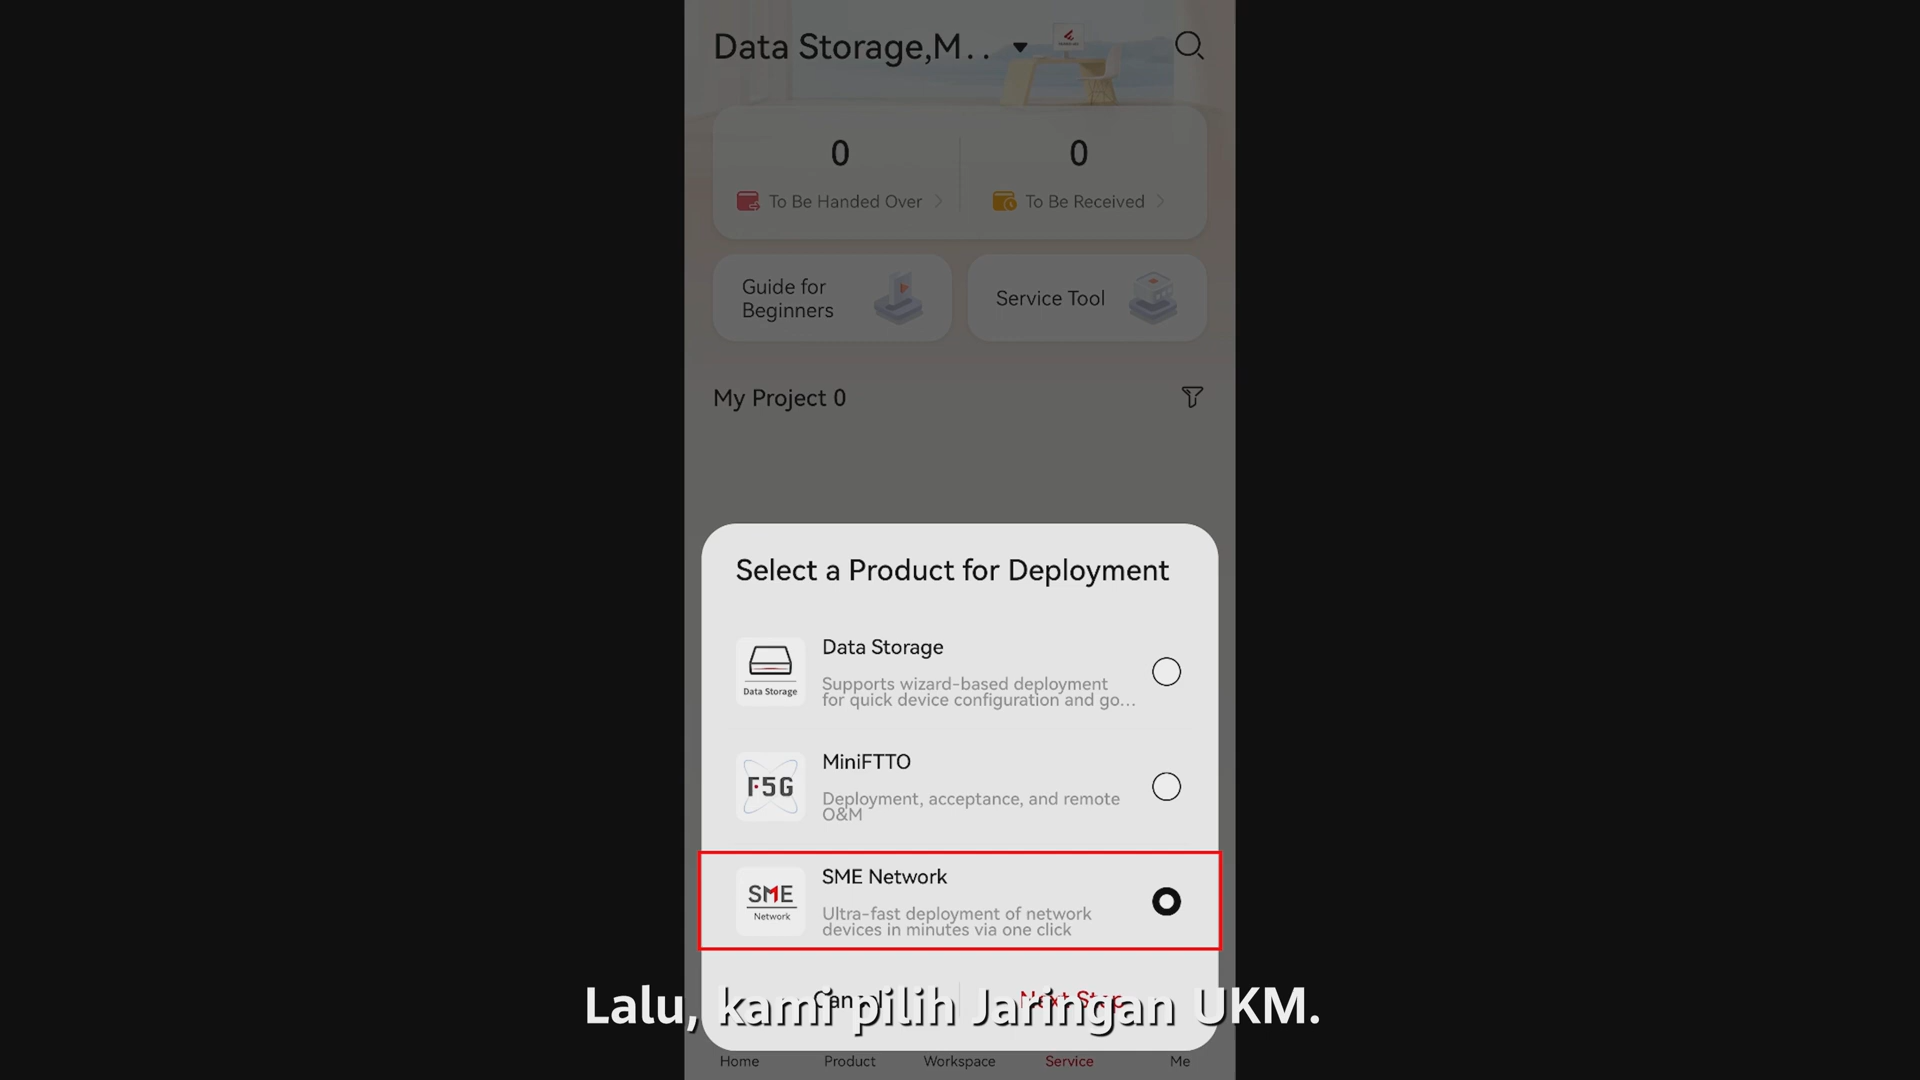 Data Storage,M...
0
To Be Handed Over
0
To Be Received
Guide for
Beginners
Service Tool
My Project 0
Select a Product for Deployment
Data Storage
Data Storage
Supports wizard-based deployment
for quick device configuration and go...
F5G
MiniFTTO
Deployment, acceptance, and remote
O&M
SME
Network
SME Network
Ultra-fast deployment of network
devices in minutes via one click
Cancel
Next Step
Lalu, kami pilih Jaringan UKM.
Home
Product
Workspace
Service
Me